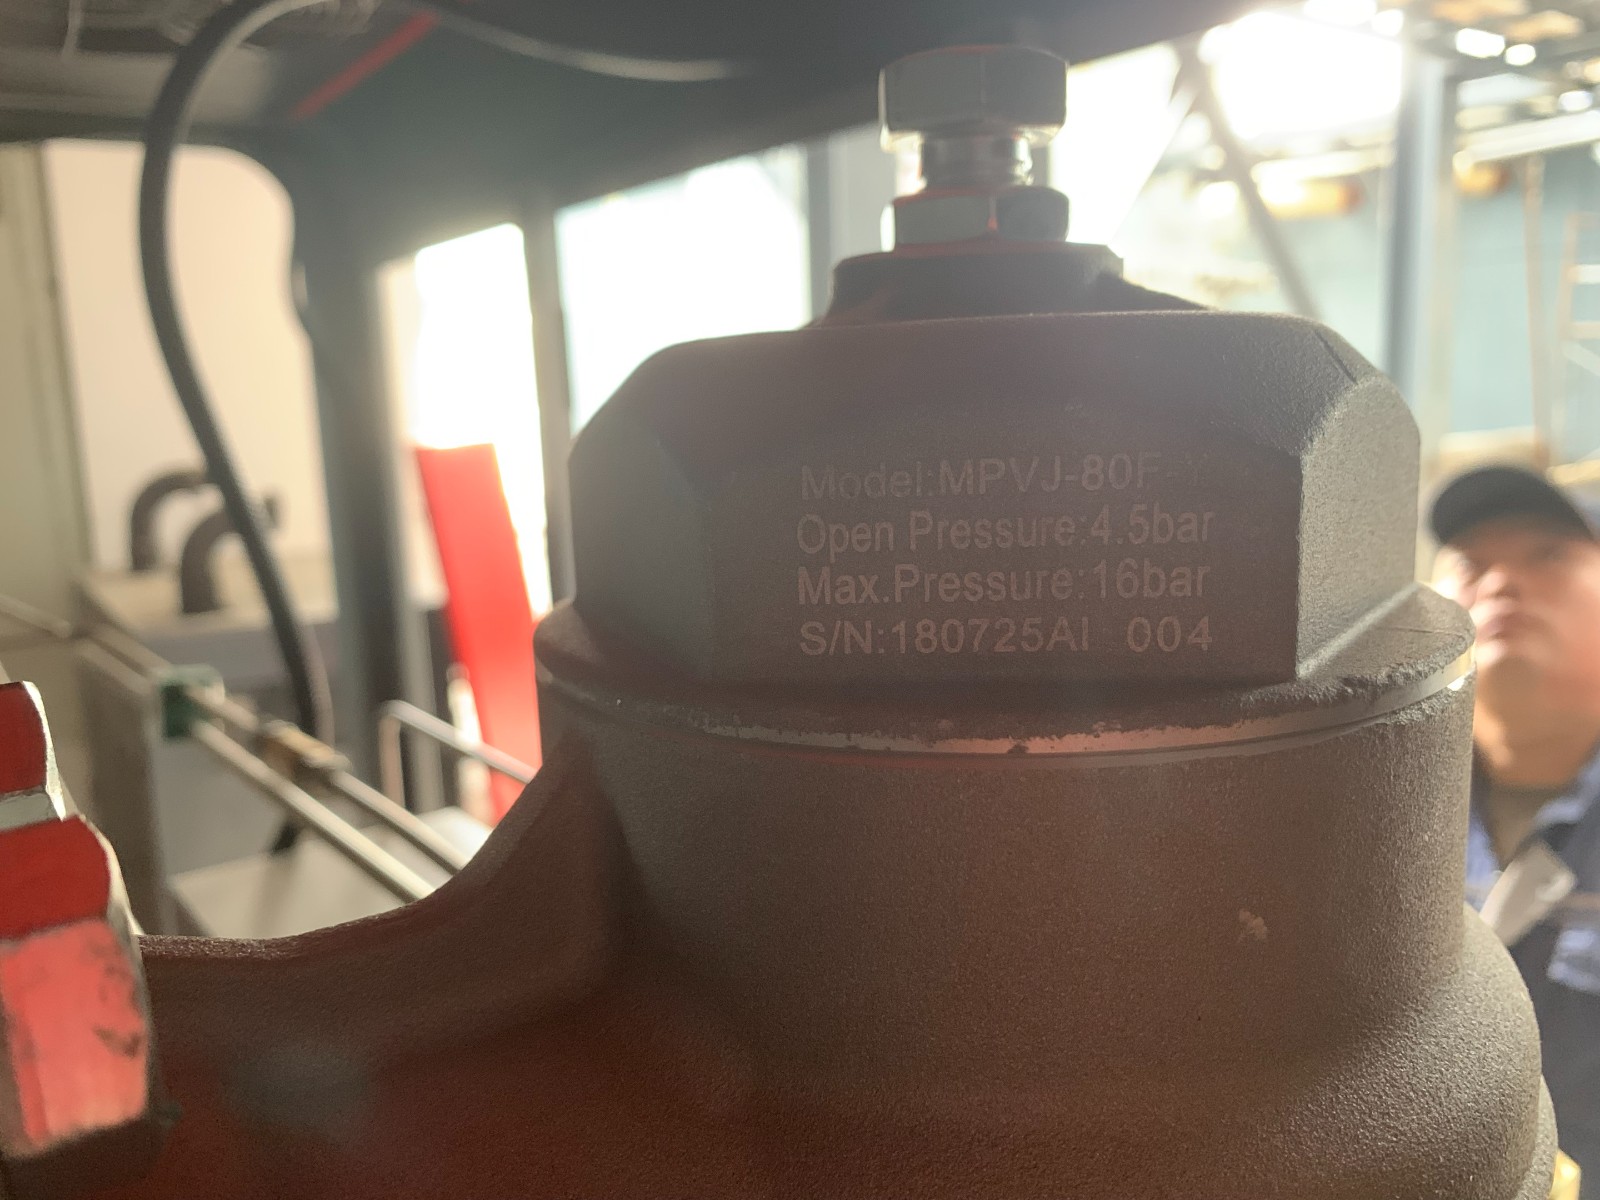 Model:MPVJ-80F-Y
Open Pressure:4.5bar
Max.Pressure:16bar
S/N:180725AI 004